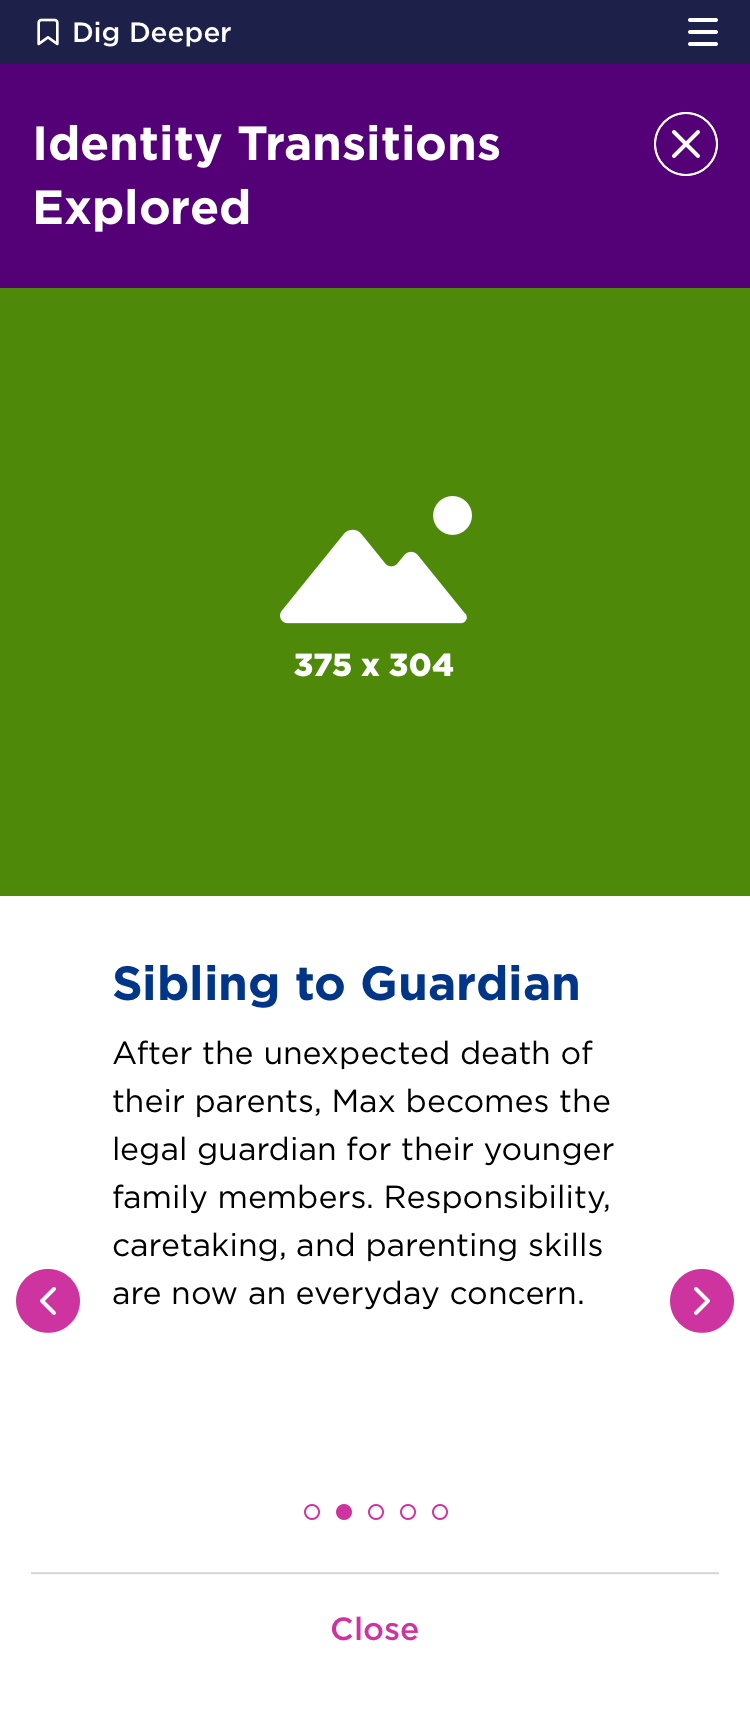 Dig Deeper
Identity Transitions
Explored
375 x 304
Sibling to Guardian
After the unexpected death of
their parents, Max becomes the
legal guardian for their younger
family members. Responsibility,
caretaking, and parenting skills
are now an everyday concern.
Close